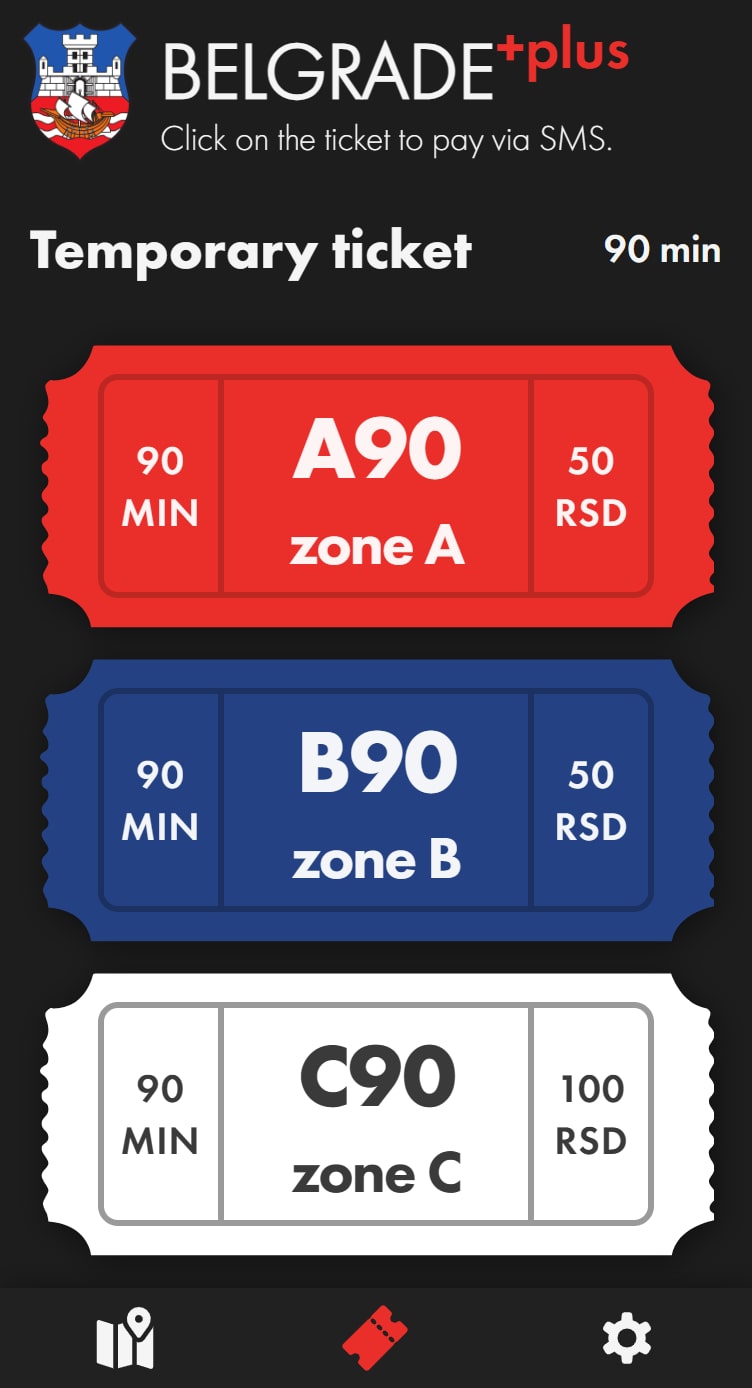 BELGRADE+plus
Click on the ticket to pay via SMS.
Temporary ticket 90 min
90 MIN
A90
zone A
50 RSD
90 MIN
B90
zone B
50 RSD
90 MIN
C90
zone C
100 RSD